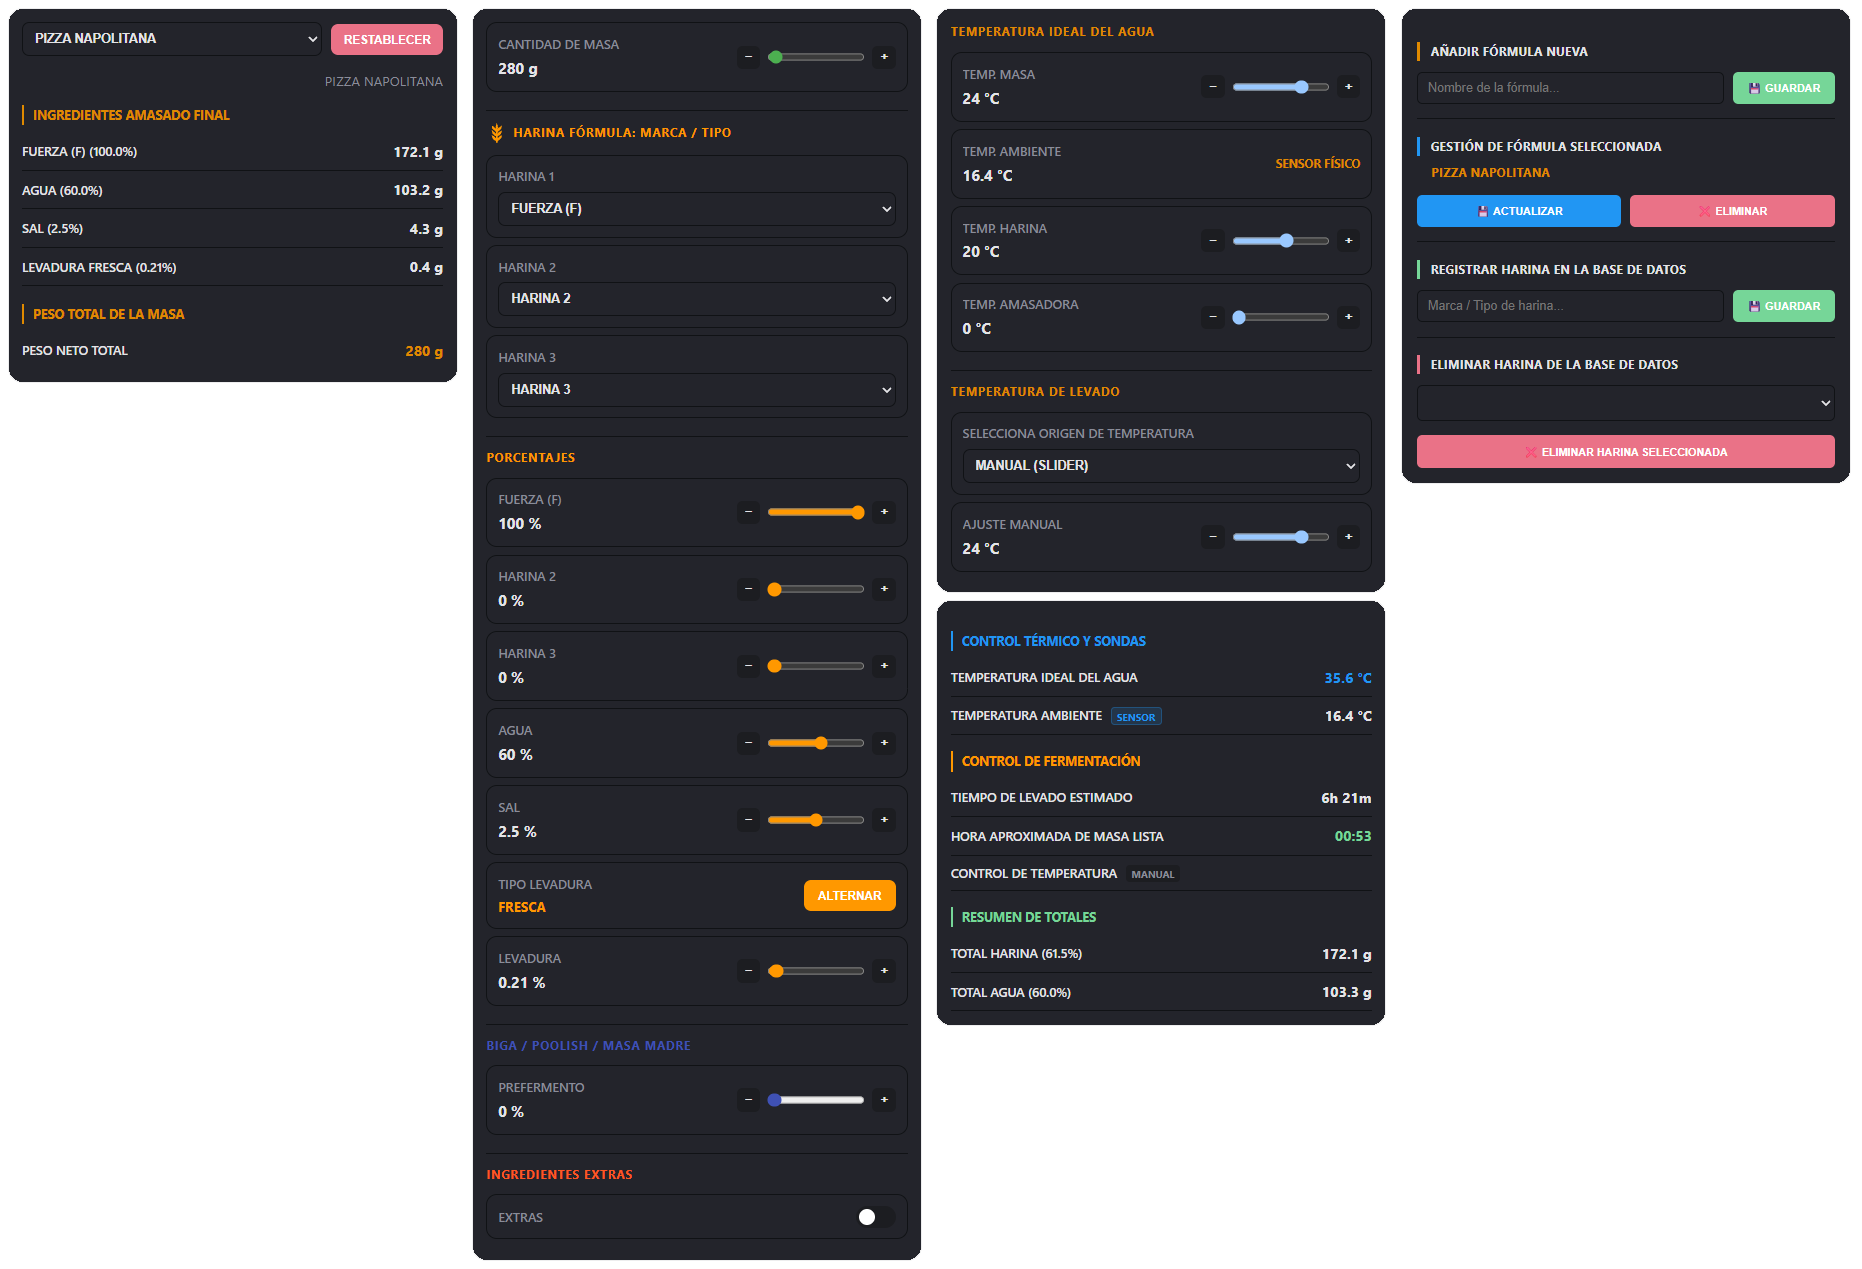 PIZZA NAPOLITANA
RESTABLECER
PIZZA NAPOLITANA
INGREDIENTES AMASADO FINAL
FUERZA (F) (100.0%) 172.1 g
AGUA (60.0%) 103.2 g
SAL (2.5%) 4.3 g
LEVADURA FRESCA (0.21%) 0.4 g
PESO TOTAL DE LA MASA
PESO NETO TOTAL 280 g
CANTIDAD DE MASA
280 g
− +
HARINA FÓRMULA: MARCA / TIPO
HARINA 1
FUERZA (F)
HARINA 2
HARINA 2
HARINA 3
HARINA 3
PORCENTAJES
FUERZA (F)
100 %
− +
HARINA 2
0 %
− +
HARINA 3
0 %
− +
AGUA
60 %
− +
SAL
2.5 %
− +
TIPO LEVADURA
FRESCA
ALTERNAR
LEVADURA
0.21 %
− +
BIGA / POOLISH / MASA MADRE
PREFERMENTO
0 %
− +
INGREDIENTES EXTRAS
EXTRAS
TEMPERATURA IDEAL DEL AGUA
TEMP. MASA
24 °C
− +
TEMP. AMBIENTE
16.4 °C
SENSOR FÍSICO
TEMP. HARINA
20 °C
− +
TEMP. AMASADORA
0 °C
− +
TEMPERATURA DE LEVADO
SELECCIONA ORIGEN DE TEMPERATURA
MANUAL (SLIDER)
AJUSTE MANUAL
24 °C
− +
CONTROL TÉRMICO Y SONDAS
TEMPERATURA IDEAL DEL AGUA 35.6 °C
TEMPERATURA AMBIENTE SENSOR 16.4 °C
CONTROL DE FERMENTACIÓN
TIEMPO DE LEVADO ESTIMADO 6h 21m
HORA APROXIMADA DE MASA LISTA 00:53
CONTROL DE TEMPERATURA MANUAL
RESUMEN DE TOTALES
TOTAL HARINA (61.5%) 172.1 g
TOTAL AGUA (60.0%) 103.3 g
AÑADIR FÓRMULA NUEVA
Nombre de la fórmula...
GUARDAR
GESTIÓN DE FÓRMULA SELECCIONADA
PIZZA NAPOLITANA
ACTUALIZAR
ELIMINAR
REGISTRAR HARINA EN LA BASE DE DATOS
Marca / Tipo de harina...
GUARDAR
ELIMINAR HARINA DE LA BASE DE DATOS
ELIMINAR HARINA SELECCIONADA